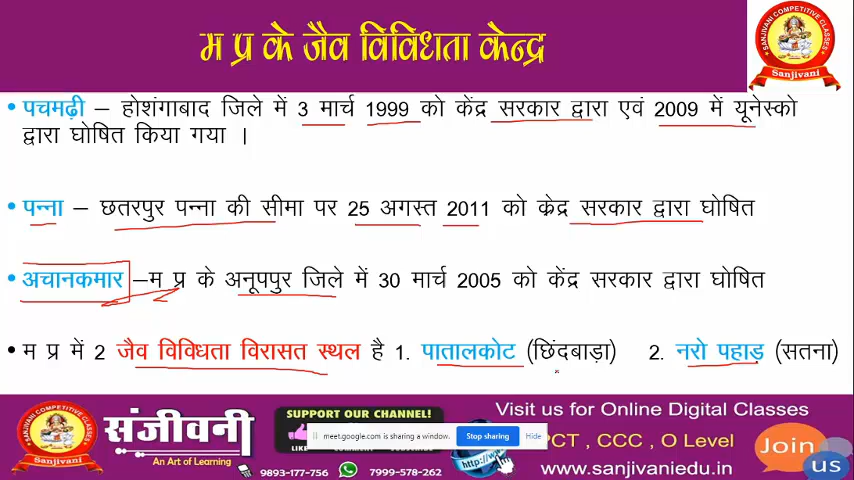 म प्र के जैव विविधता केन्द्र
SANJIVANI COMPETITIVE CLASSES
Sanjivani
• पचमढ़ी – होशंगाबाद जिले में 3 मार्च 1999 को केंद्र सरकार द्वारा एवं 2009 में यूनेस्को
द्वारा घोषित किया गया ।
• पन्ना – छतरपुर पन्ना की सीमा पर 25 अगस्त 2011 को केद्र सरकार द्वारा घोषित
• अचानकमार –म प्र के अनूपपुर जिले में 30 मार्च 2005 को केंद्र सरकार द्वारा घोषित
• म प्र में 2 जैव विविधता विरासत स्थल है 1. पातालकोट (छिंदबाड़ा) 2. नरो पहाड़ (सतना)
SANJIVANI COMPETITIVE CLASSES
Sanjivani
संजीवनी
An Art of Learning
SUPPORT OUR CHANNEL!
LIKE
meet.google.com is sharing a window.
Stop sharing
Hide
9893-177-756
7999-578-262
http://w
Visit us for Online Digital Classes
PCT , CCC , O Level
www.sanjivaniedu.in
Join
us